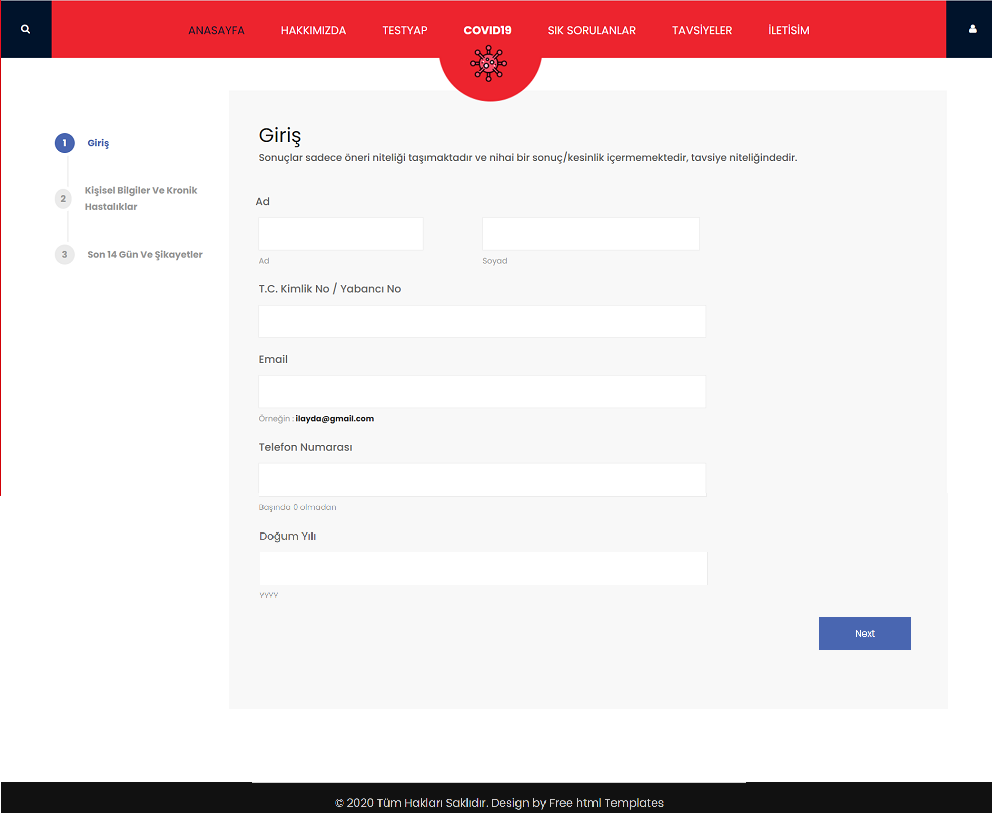 ANASAYFA HAKKIMIZDA TESTYAP COVID19 SIK SORULANLAR TAVSİYELER İLETİSİM
1 Giriş
2 Kişisel Bilgiler Ve Kronik
Hastalıklar
3 Son 14 Gün Ve Şikayetler
Giriş
Sonuçlar sadece öneri niteliği taşımaktadır ve nihai bir sonuç/kesinlik içermemektedir, tavsiye niteliğindedir.
Ad
Ad Soyad
T.C. Kimlik No / Yabancı No
Email
Örneğin : ilayda@gmail.com
Telefon Numarası
Başında 0 olmadan
Doğum Yılı
yyyy
Next
© 2020 Tüm Hakları Saklıdır. Design by Free html Templates